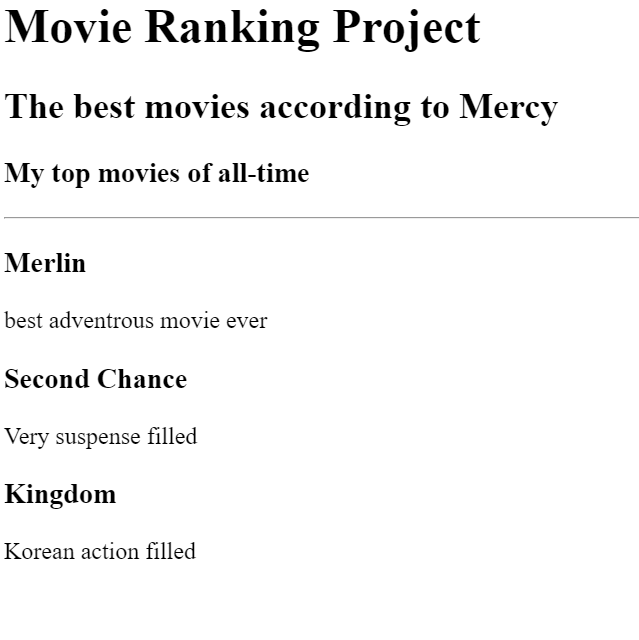 Movie Ranking Project
The best movies according to Mercy
My top movies of all-time
Merlin
best adventrous movie ever
Second Chance
Very suspense filled
Kingdom
Korean action filled